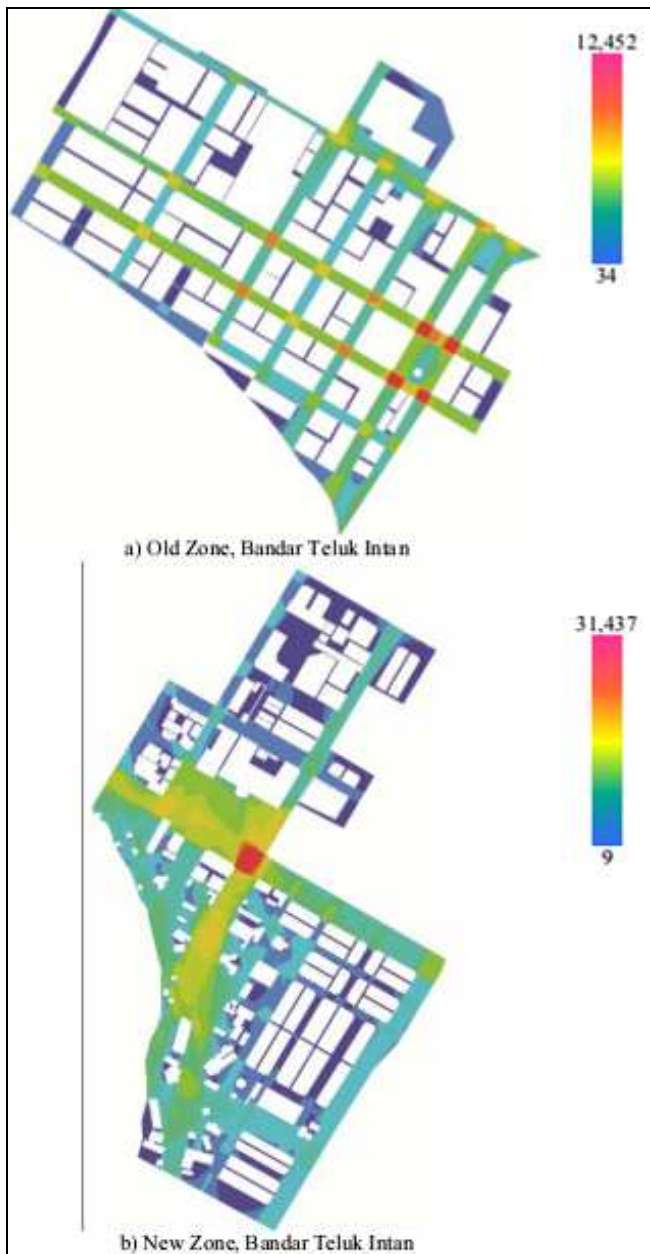 12,452
34
a) Old Zone, Bandar Teluk Intan
31,437
9
b) New Zone, Bandar Teluk Intan